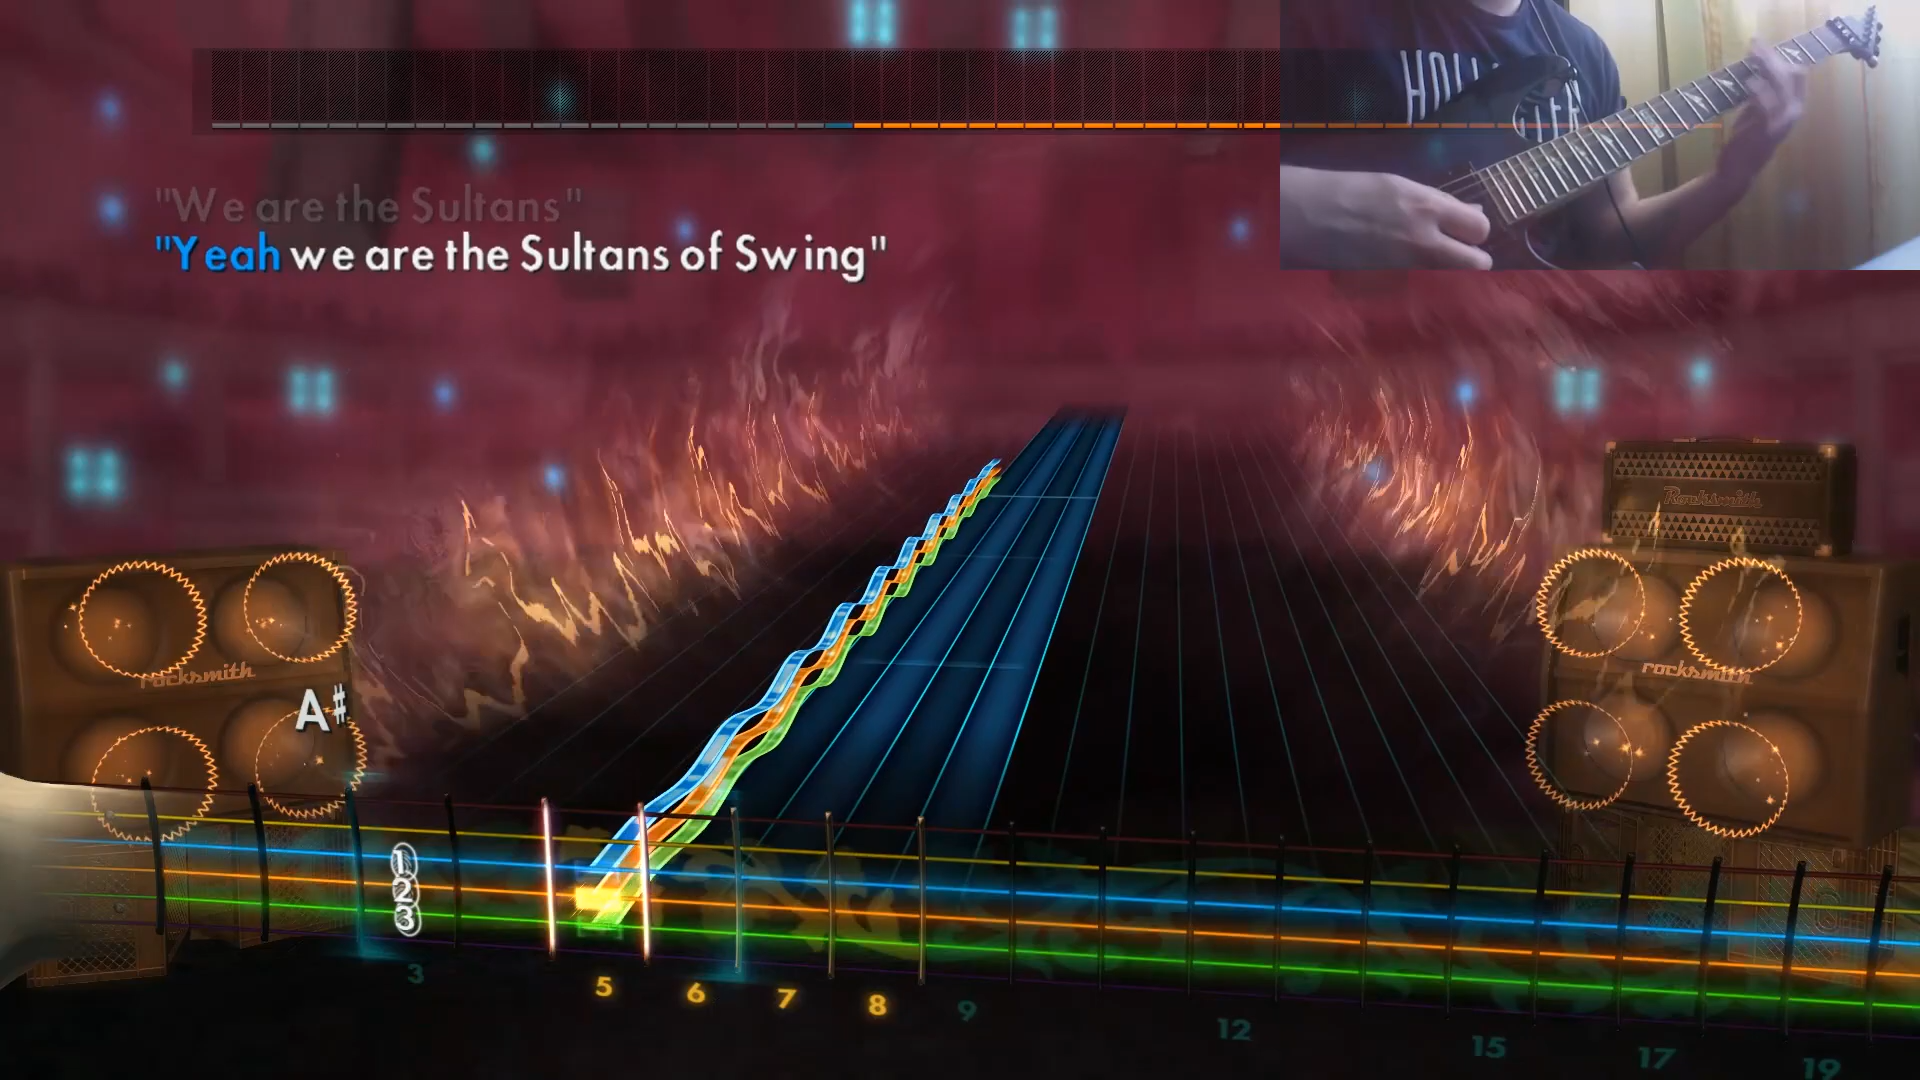 "We are the Sultans"
"Yeah we are the Sultans of Swing"
Rocksmith
rocksmith
rocksmith
A#
1
2
3
3 5 6 7 8 9 12 15 17 19